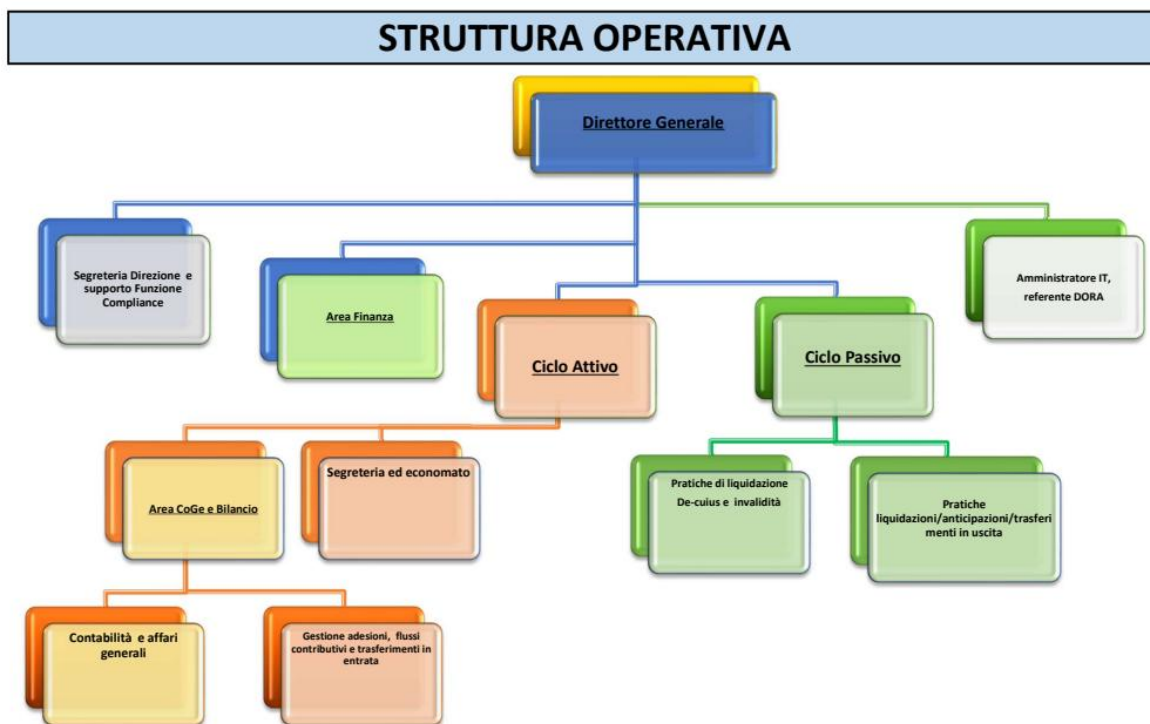 STRUTTURA OPERATIVA
Direttore Generale
Segreteria Direzione e
supporto Funzione
Compliance
Area Finanza
Ciclo Attivo
Ciclo Passivo
Amministratore IT,
referente DORA
Area CoGe e Bilancio
Segreteria ed economato
Pratiche di liquidazione
De-cuius e invalidità
Pratiche
liquidazioni/anticipazioni/trasferi
menti in uscita
Contabilità e affari
generali
Gestione adesioni, flussi
contributivi e trasferimenti in
entrata